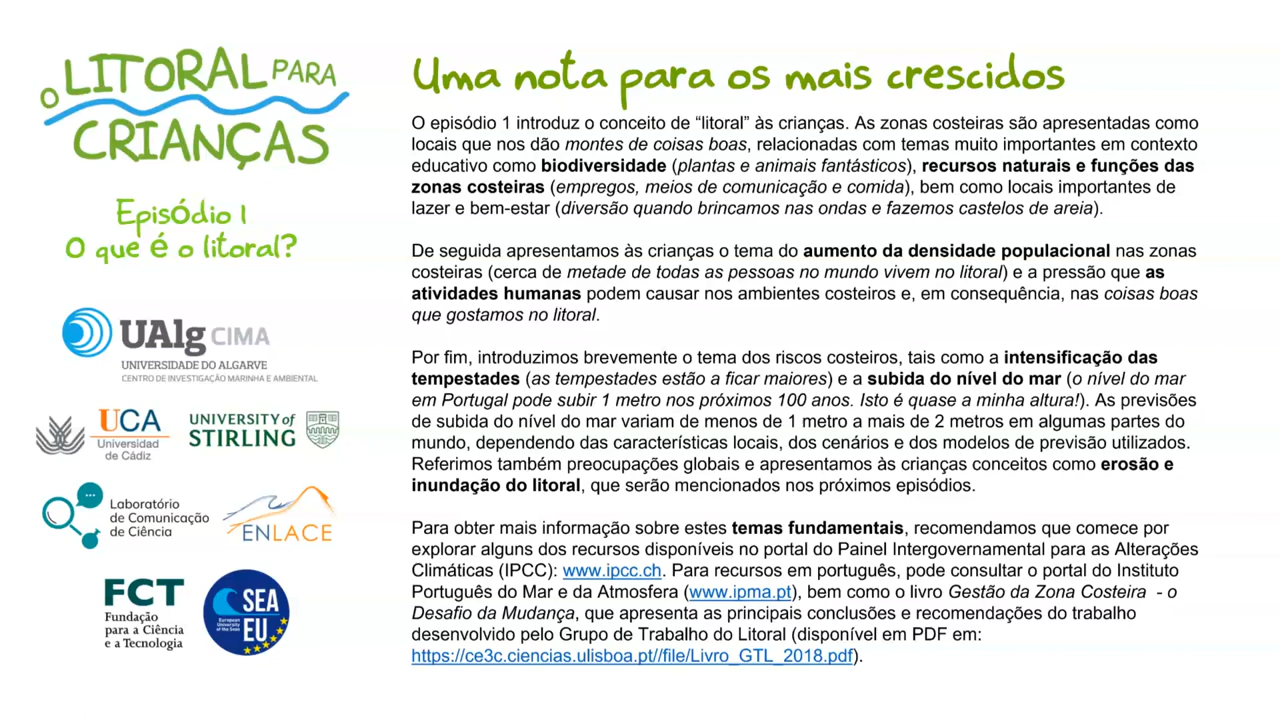 O LITORAL PARA
CRIANÇAS
Episódio 1
O que é o litoral?
UAlg CIMA
UNIVERSIDADE DO ALGARVE
CENTRO DE INVESTIGAÇÃO MARINHA E AMBIENTAL
UCA
Universidad
de Cádiz
UNIVERSITY of
STIRLING
Laboratório
de Comunicação
de Ciência
ENLACE
FCT
Fundação
para a Ciência
e a Tecnologia
SEA
European
University
of the Seas
EU
Uma nota para os mais crescidos
O episódio 1 introduz o conceito de “litoral” às crianças. As zonas costeiras são apresentadas como
locais que nos dão montes de coisas boas, relacionadas com temas muito importantes em contexto
educativo como biodiversidade (plantas e animais fantásticos), recursos naturais e funções das
zonas costeiras (empregos, meios de comunicação e comida), bem como locais importantes de
lazer e bem-estar (diversão quando brincamos nas ondas e fazemos castelos de areia).
De seguida apresentamos às crianças o tema do aumento da densidade populacional nas zonas
costeiras (cerca de metade de todas as pessoas no mundo vivem no litoral) e a pressão que as
atividades humanas podem causar nos ambientes costeiros e, em consequência, nas coisas boas
que gostamos no litoral.
Por fim, introduzimos brevemente o tema dos riscos costeiros, tais como a intensificação das
tempestades (as tempestades estão a ficar maiores) e a subida do nível do mar (o nível do mar
em Portugal pode subir 1 metro nos próximos 100 anos. Isto é quase a minha altura!). As previsões
de subida do nível do mar variam de menos de 1 metro a mais de 2 metros em algumas partes do
mundo, dependendo das características locais, dos cenários e dos modelos de previsão utilizados.
Referimos também preocupações globais e apresentamos às crianças conceitos como erosão e
inundação do litoral, que serão mencionados nos próximos episódios.
Para obter mais informação sobre estes temas fundamentais, recomendamos que comece por
explorar alguns dos recursos disponíveis no portal do Painel Intergovernamental para as Alterações
Climáticas (IPCC): www.ipcc.ch. Para recursos em português, pode consultar o portal do Instituto
Português do Mar e da Atmosfera (www.ipma.pt), bem como o livro Gestão da Zona Costeira - o
Desafio da Mudança, que apresenta as principais conclusões e recomendações do trabalho
desenvolvido pelo Grupo de Trabalho do Litoral (disponível em PDF em:
https://ce3c.ciencias.ulisboa.pt//file/Livro_GTL_2018.pdf).